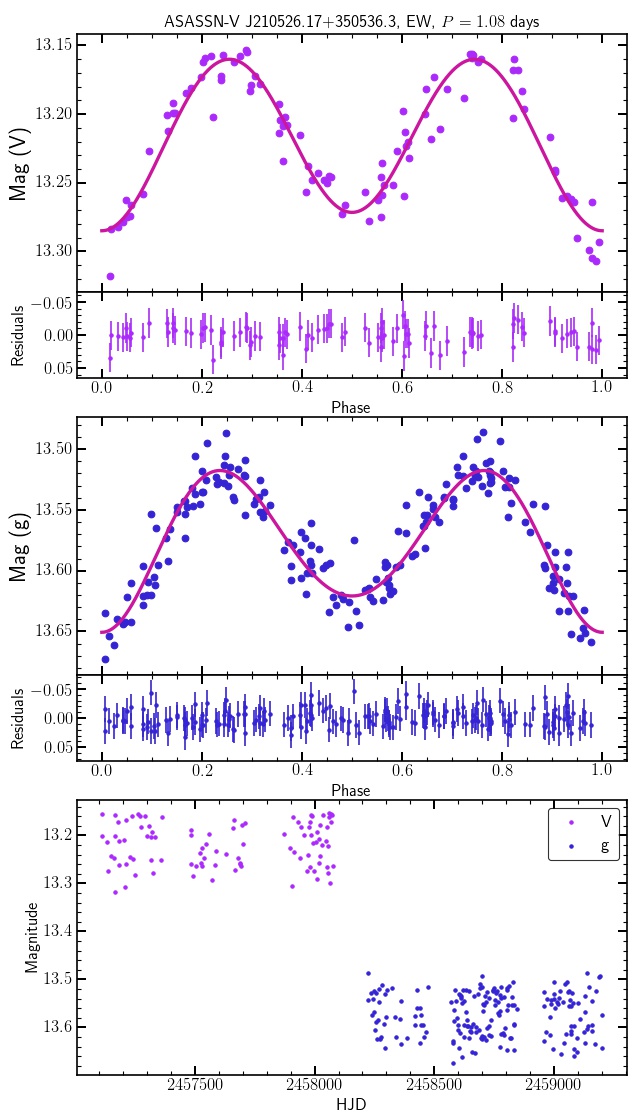 ASASSN-V J210526.17+350536.3, EW, P = 1.08 days
13.15
13.20
13.25
13.30
Mag (V)
−0.05
0.00
0.05
Residuals
0.0 0.2 0.4 0.6 0.8 1.0
Phase
13.50
13.55
13.60
13.65
Mag (g)
−0.05
0.00
0.05
Residuals
0.0 0.2 0.4 0.6 0.8 1.0
Phase
V
g
13.2
13.3
13.4
13.5
13.6
Magnitude
2457500 2458000 2458500 2459000
HJD